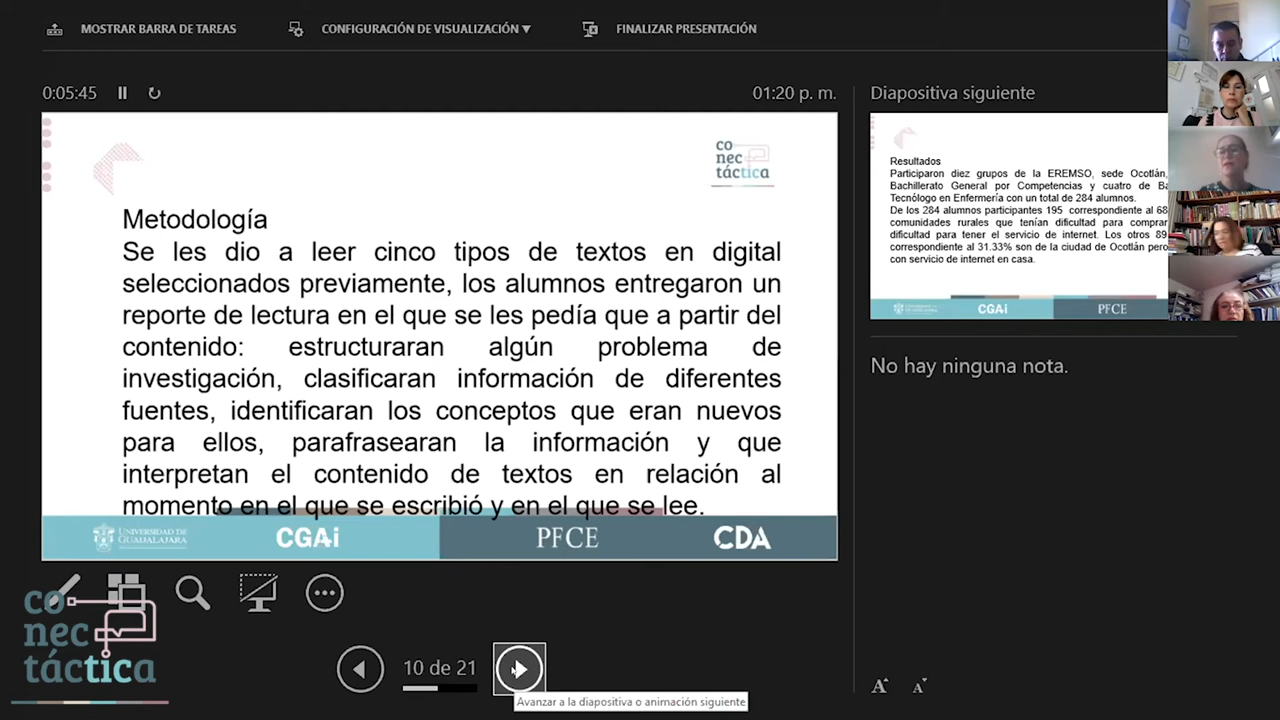 MOSTRAR BARRA DE TAREAS
CONFIGURACIÓN DE VISUALIZACIÓN ▼
FINALIZAR PRESENTACIÓN
0:05:45
01:20 p. m.
co
nec
táctica
Metodología
Se les dio a leer cinco tipos de textos en digital
seleccionados previamente, los alumnos entregaron un
reporte de lectura en el que se les pedía que a partir del
contenido: estructuraran algún problema de
investigación, clasificaran información de diferentes
fuentes, identificaran los conceptos que eran nuevos
para ellos, parafrasearan la información y que
interpretan el contenido de textos en relación al
momento en el que se escribió y en el que se lee.
UNIVERSIDAD DE
GUADALAJARA
CGAi
PFCE
CDA
Diapositiva siguiente
Resultados
Participaron diez grupos de la EREMSO, sede Ocotlán,
Bachillerato General por Competencias y cuatro de Ba
Tecnólogo en Enfermería con un total de 284 alumnos.
De los 284 alumnos participantes 195 correspondiente al 68
comunidades rurales que tenían dificultad para comprar
dificultad para tener el servicio de internet. Los otros 89
correspondiente al 31.33% son de la ciudad de Ocotlán pero
con servicio de internet en casa.
CGAi
PFCE
No hay ninguna nota.
co
nec
táctica
10 de 21
Avanzar a la diapositiva o animación siguiente
A
A